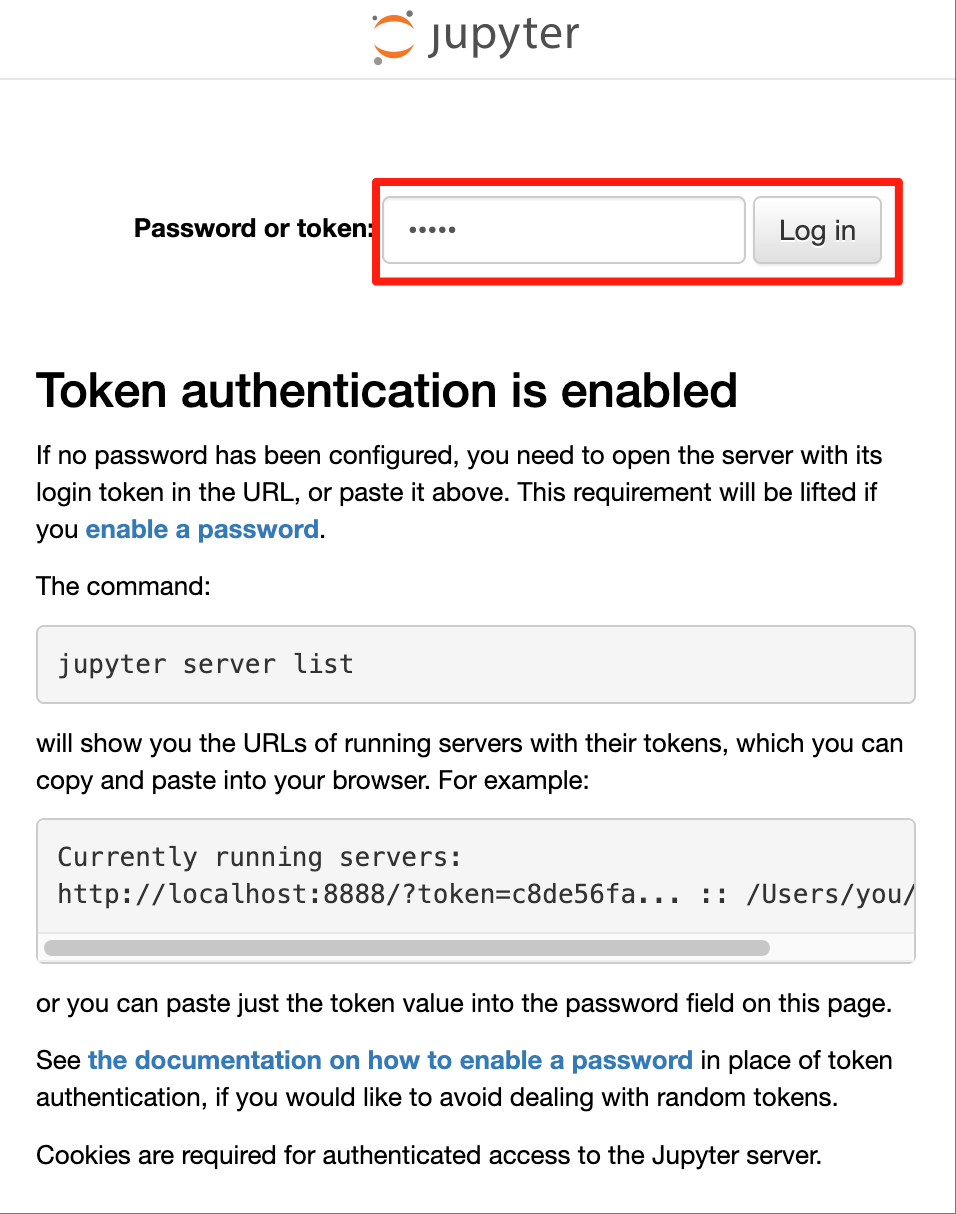 jupyter
Password or token:
•••••
Log in
Token authentication is enabled
If no password has been configured, you need to open the server with its
login token in the URL, or paste it above. This requirement will be lifted if
you enable a password.
The command:
jupyter server list
will show you the URLs of running servers with their tokens, which you can
copy and paste into your browser. For example:
Currently running servers:
http://localhost:8888/?token=c8de56fa... :: /Users/you/
or you can paste just the token value into the password field on this page.
See the documentation on how to enable a password in place of token
authentication, if you would like to avoid dealing with random tokens.
Cookies are required for authenticated access to the Jupyter server.